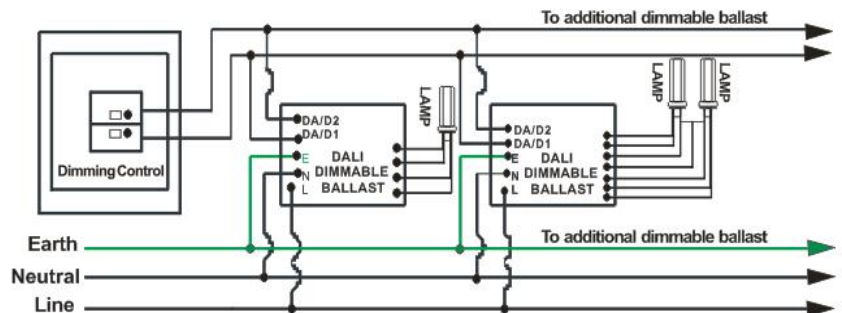 To additional dimmable ballast
Dimming Control
LAMP
DA/D2
DA/D1
E DALI
N DIMMABLE
L BALLAST
LAMP
LAMP
DA/D2
DA/D1
E DALI
N DIMMABLE
L BALLAST
Earth
To additional dimmable ballast
Neutral
Line